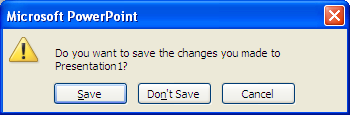 Microsoft PowerPoint
Do you want to save the changes you made to
Presentation1?
Save Don't Save Cancel